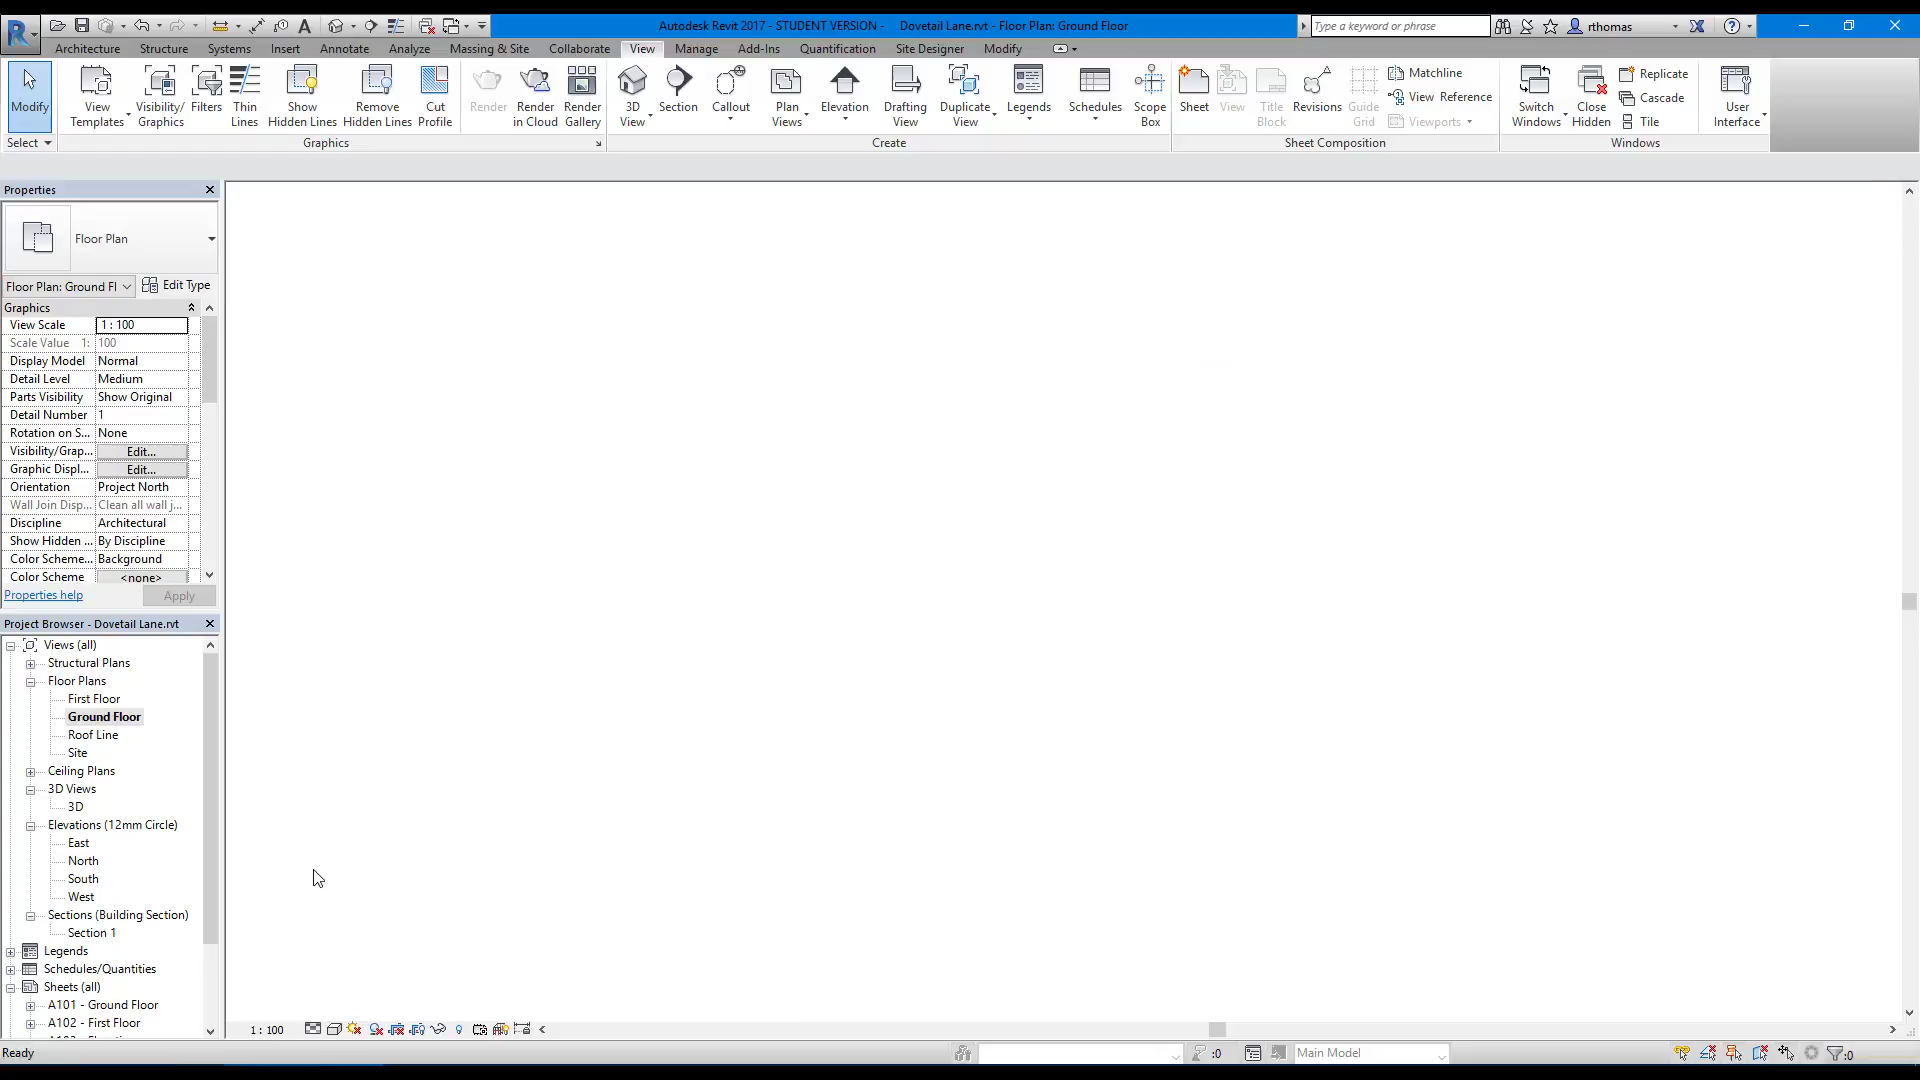 Autodesk Revit 2017 - STUDENT VERSION - Dovetail Lane.rvt - Floor Plan: Ground Floor
Type a keyword or phrase
rthomas
Architecture Structure Systems Insert Annotate Analyze Massing & Site Collaborate View Manage Add-Ins Quantification Site Designer Modify
Modify
View Templates
Visibility/ Graphics
Filters
Thin Lines
Show Hidden Lines
Remove Hidden Lines
Cut Profile
Render
Render in Cloud
Render Gallery
3D View
Section
Callout
Plan Views
Elevation
Drafting View
Duplicate View
Legends
Schedules
Scope Box
Sheet
View
Title Block
Revisions
Guide Grid
Matchline
View Reference
Viewports
Switch Windows
Close Hidden
Replicate
Cascade
Tile
User Interface
Select Graphics Create Sheet Composition Windows
Properties
Floor Plan
Floor Plan: Ground Fl Edit Type
Graphics
View Scale 1 : 100
Scale Value 1: 100
Display Model Normal
Detail Level Medium
Parts Visibility Show Original
Detail Number 1
Rotation on S... None
Visibility/Grap... Edit...
Graphic Displ... Edit...
Orientation Project North
Wall Join Disp... Clean all wall j...
Discipline Architectural
Show Hidden ... By Discipline
Color Scheme... Background
Color Scheme <none>
Properties help Apply
Project Browser - Dovetail Lane.rvt
Views (all)
Structural Plans
Floor Plans
First Floor
Ground Floor
Roof Line
Site
Ceiling Plans
3D Views
3D
Elevations (12mm Circle)
East
North
South
West
Sections (Building Section)
Section 1
Legends
Schedules/Quantities
Sheets (all)
A101 - Ground Floor
A102 - First Floor
1 : 100
Ready
:0
Main Model
:0